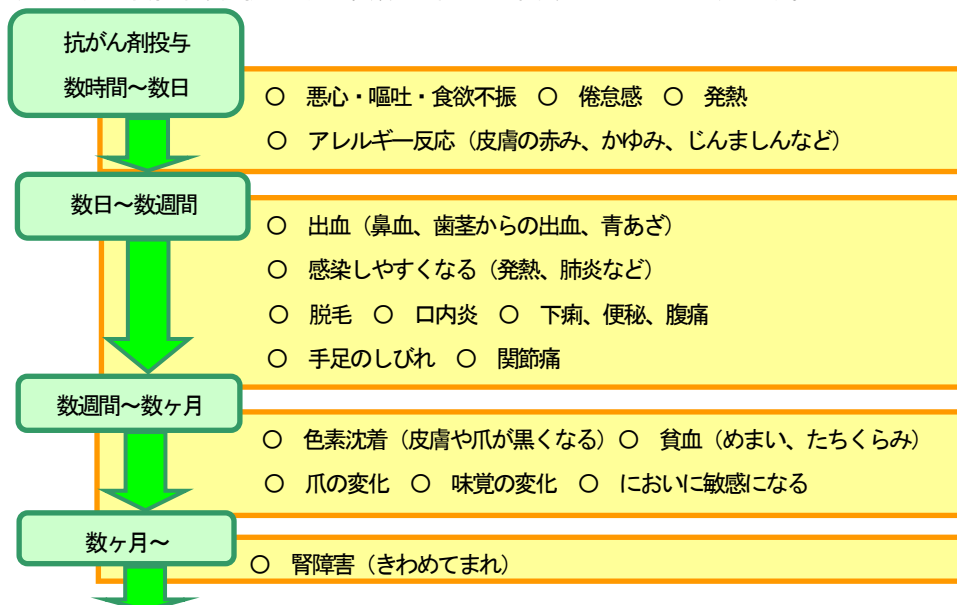 抗がん剤投与
数時間～数日
〇 悪心・嘔吐・食欲不振 〇 倦怠感 〇 発熱
〇 アレルギー反応（皮膚の赤み、かゆみ、じんましんなど）
数日～数週間
〇 出血（鼻血、歯茎からの出血、青あざ）
〇 感染しやすくなる（発熱、肺炎など）
〇 脱毛 〇 口内炎 〇 下痢、便秘、腹痛
〇 手足のしびれ 〇 関節痛
数週間～数ヶ月
〇 色素沈着（皮膚や爪が黒くなる）〇 貧血（めまい、たちくらみ）
〇 爪の変化 〇 味覚の変化 〇 においに敏感になる
数ヶ月～
〇 腎障害（きわめてまれ）